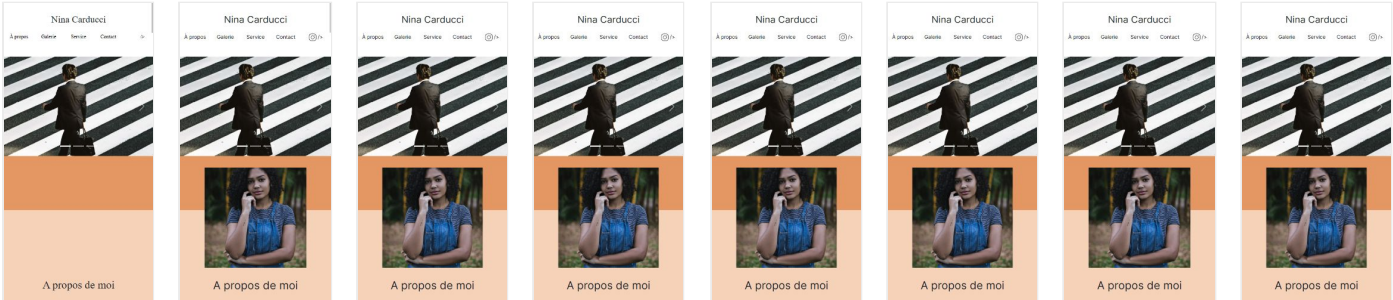 Nina Carducci
À propos Galerie Service Contact />
A propos de moi
Nina Carducci
À propos Galerie Service Contact />
A propos de moi
Nina Carducci
À propos Galerie Service Contact />
A propos de moi
Nina Carducci
À propos Galerie Service Contact />
A propos de moi
Nina Carducci
À propos Galerie Service Contact />
A propos de moi
Nina Carducci
À propos Galerie Service Contact />
A propos de moi
Nina Carducci
À propos Galerie Service Contact />
A propos de moi
Nina Carducci
À propos Galerie Service Contact />
A propos de moi